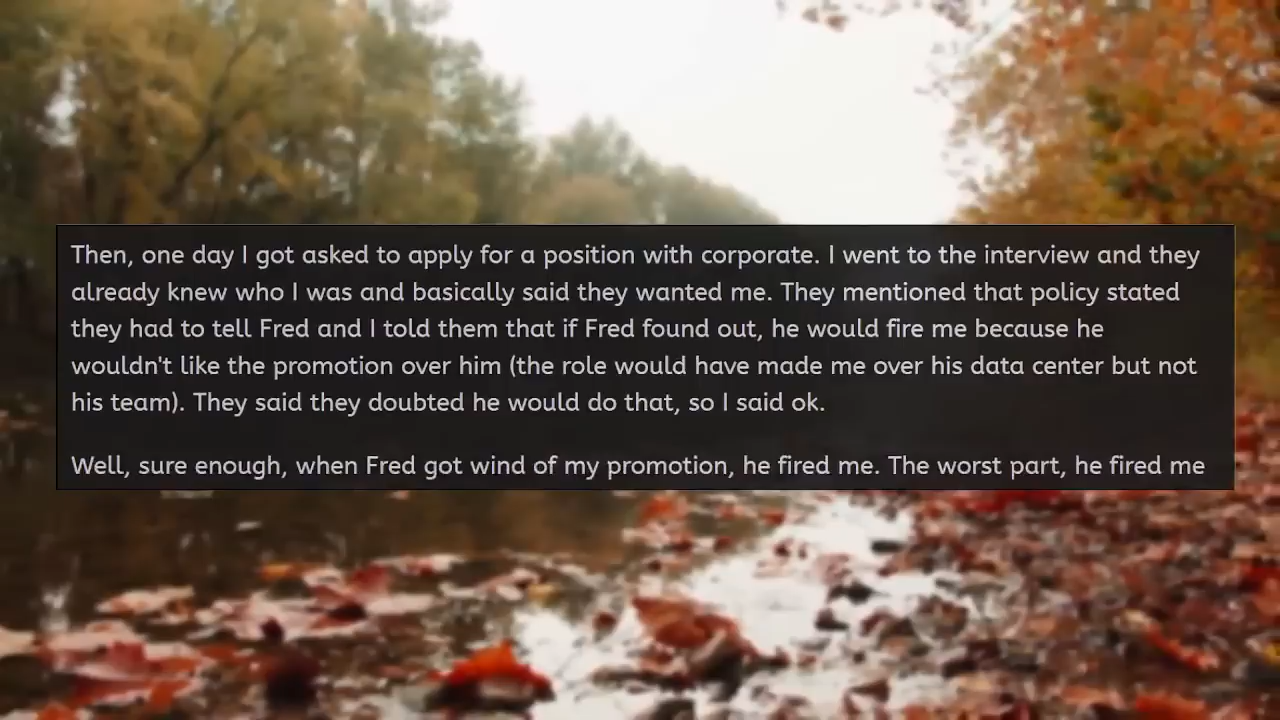 Then, one day I got asked to apply for a position with corporate. I went to the interview and they
already knew who I was and basically said they wanted me. They mentioned that policy stated
they had to tell Fred and I told them that if Fred found out, he would fire me because he
wouldn't like the promotion over him (the role would have made me over his data center but not
his team). They said they doubted he would do that, so I said ok.
Well, sure enough, when Fred got wind of my promotion, he fired me. The worst part, he fired me